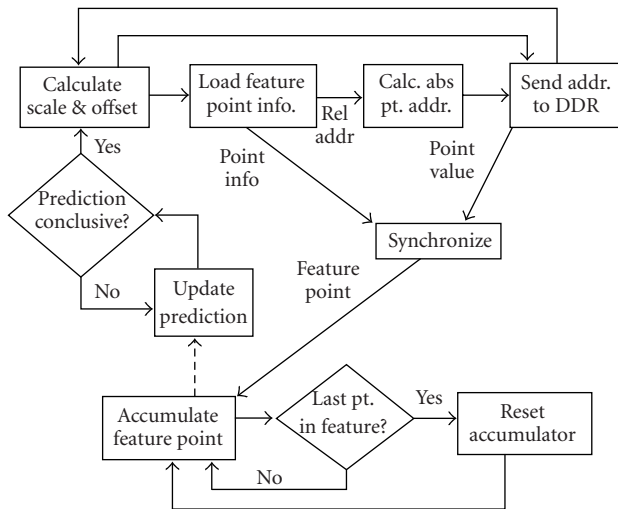 Calculate
scale & offset
Load feature
point info.
Calc. abs
pt. addr.
Send addr.
to DDR
Rel
addr
Yes
Point
info
Point
value
Prediction
conclusive?
Synchronize
No
Update
prediction
Feature
point
Accumulate
feature point
Last pt.
in feature?
Yes
Reset
accumulator
No